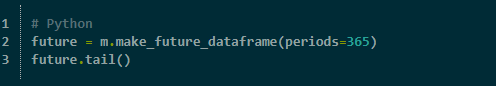 1 # Python
2 future = m.make_future_dataframe(periods=365)
3 future.tail()